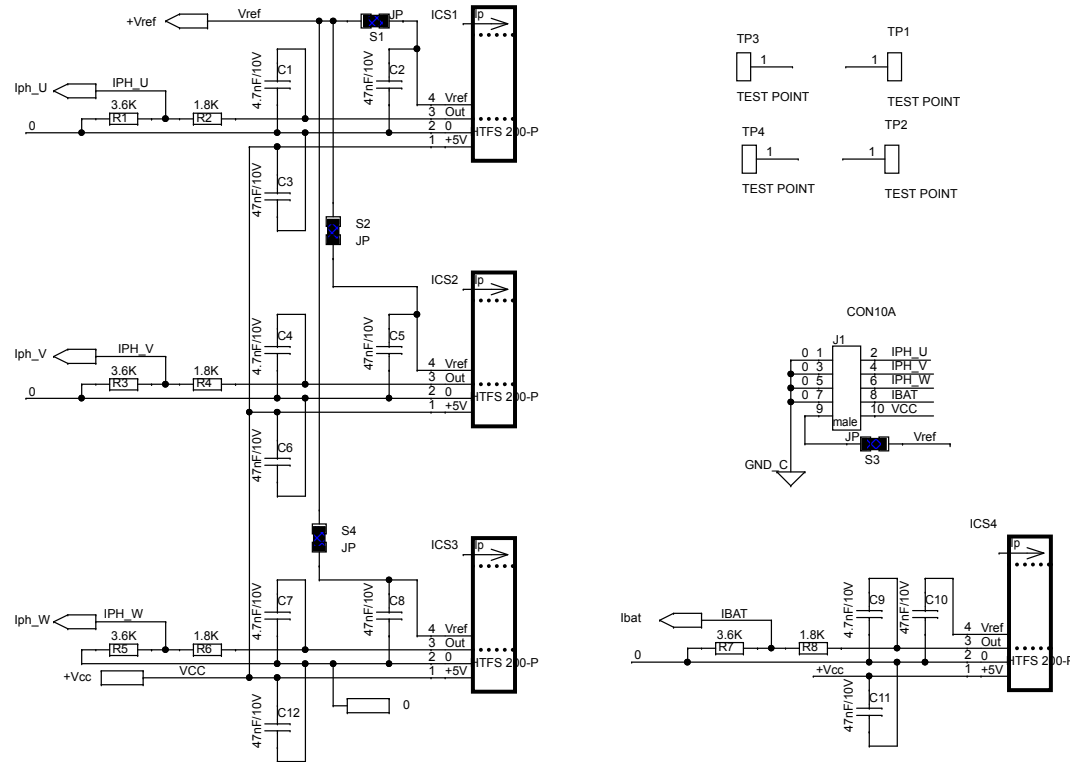 +Vref
Vref
JP
S1
ICS1
Ip
Iph_U
IPH_U
4.7nF/10V
C1
47nF/10V
C2
3.6K
R1
1.8K
R2
0
4 Vref
3 Out
2 0
1 +5V
HTFS 200-P
47nF/10V
C3
S2
JP
ICS2
Ip
Iph_V
IPH_V
4.7nF/10V
C4
47nF/10V
C5
3.6K
R3
1.8K
R4
0
4 Vref
3 Out
2 0
1 +5V
HTFS 200-P
47nF/10V
C6
S4
JP
ICS3
Ip
Iph_W
IPH_W
4.7nF/10V
C7
47nF/10V
C8
3.6K
R5
1.8K
R6
4 Vref
3 Out
2 0
1 +5V
HTFS 200-P
+Vcc
VCC
0
47nF/10V
C12
TP3
1
TEST POINT
TP1
1
TEST POINT
TP4
1
TEST POINT
TP2
1
TEST POINT
CON10A
J1
0 1 2 IPH_U
0 3 4 IPH_V
0 5 6 IPH_W
0 7 8 IBAT
9 10 VCC
male
JP
S3
Vref
GND_C
ICS4
Ip
Ibat
IBAT
4.7nF/10V
C9
47nF/10V
C10
3.6K
R7
1.8K
R8
0
4 Vref
3 Out
2 0
1 +5V
HTFS 200-P
+Vcc
47nF/10V
C11